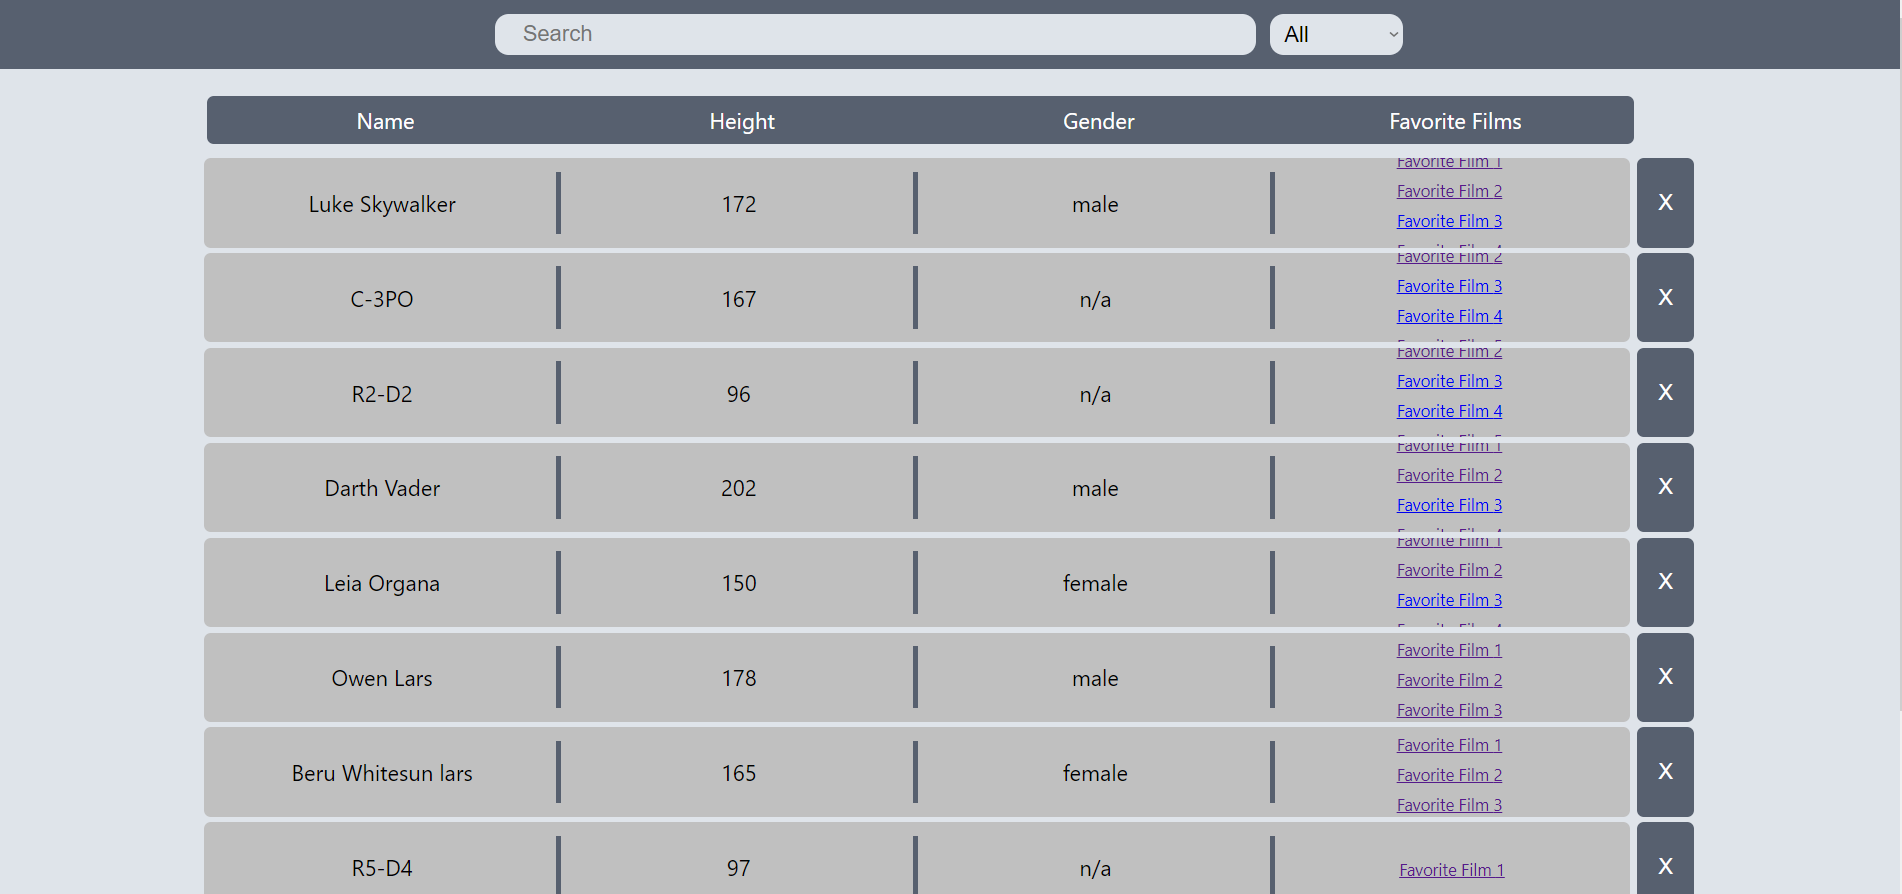 Search All
Name Height Gender Favorite Films
Favorite Film 1
Favorite Film 2
Luke Skywalker 172 male X
Favorite Film 3
Favorite Film 2
Favorite Film 3
C-3PO 167 n/a X
Favorite Film 4
Favorite Film 2
Favorite Film 3
R2-D2 96 n/a X
Favorite Film 4
Favorite Film 1
Favorite Film 2
Darth Vader 202 male X
Favorite Film 3
Favorite Film 1
Favorite Film 2
Leia Organa 150 female X
Favorite Film 3
Favorite Film 1
Owen Lars 178 male Favorite Film 2 X
Favorite Film 3
Favorite Film 1
Beru Whitesun lars 165 female Favorite Film 2 X
Favorite Film 3
R5-D4 97 n/a Favorite Film 1 X